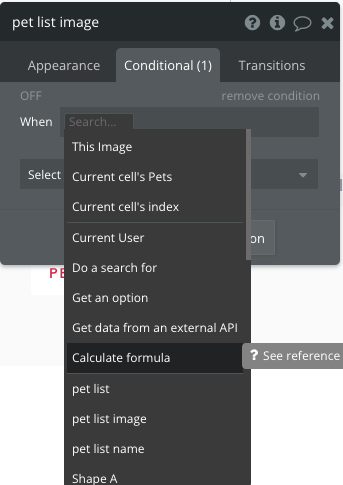 pet list image
Appearance Conditional (1) Transitions
OFF remove condition
When Search...
This Image
Current cell's Pets
Select
Current cell's index
Current User
on
Do a search for
PE
Get an option
Get data from an external API
Calculate formula
? See reference
pet list
pet list image
pet list name
Shape A